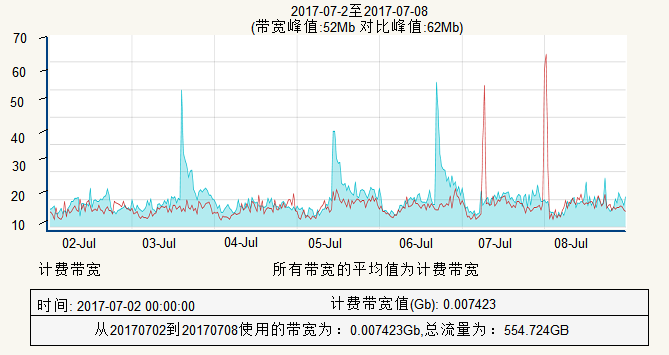 2017-07-2至2017-07-08
(带宽峰值:52Mb 对比峰值:62Mb)
70
60
50
40
30
20
10
02-Jul 03-Jul 04-Jul 05-Jul 06-Jul 07-Jul 08-Jul
计费带宽 所有带宽的平均值为计费带宽
时间: 2017-07-02 00:00:00 计费带宽值(Gb): 0.007423
从20170702到20170708使用的带宽为：0.007423Gb,总流量为：554.724GB